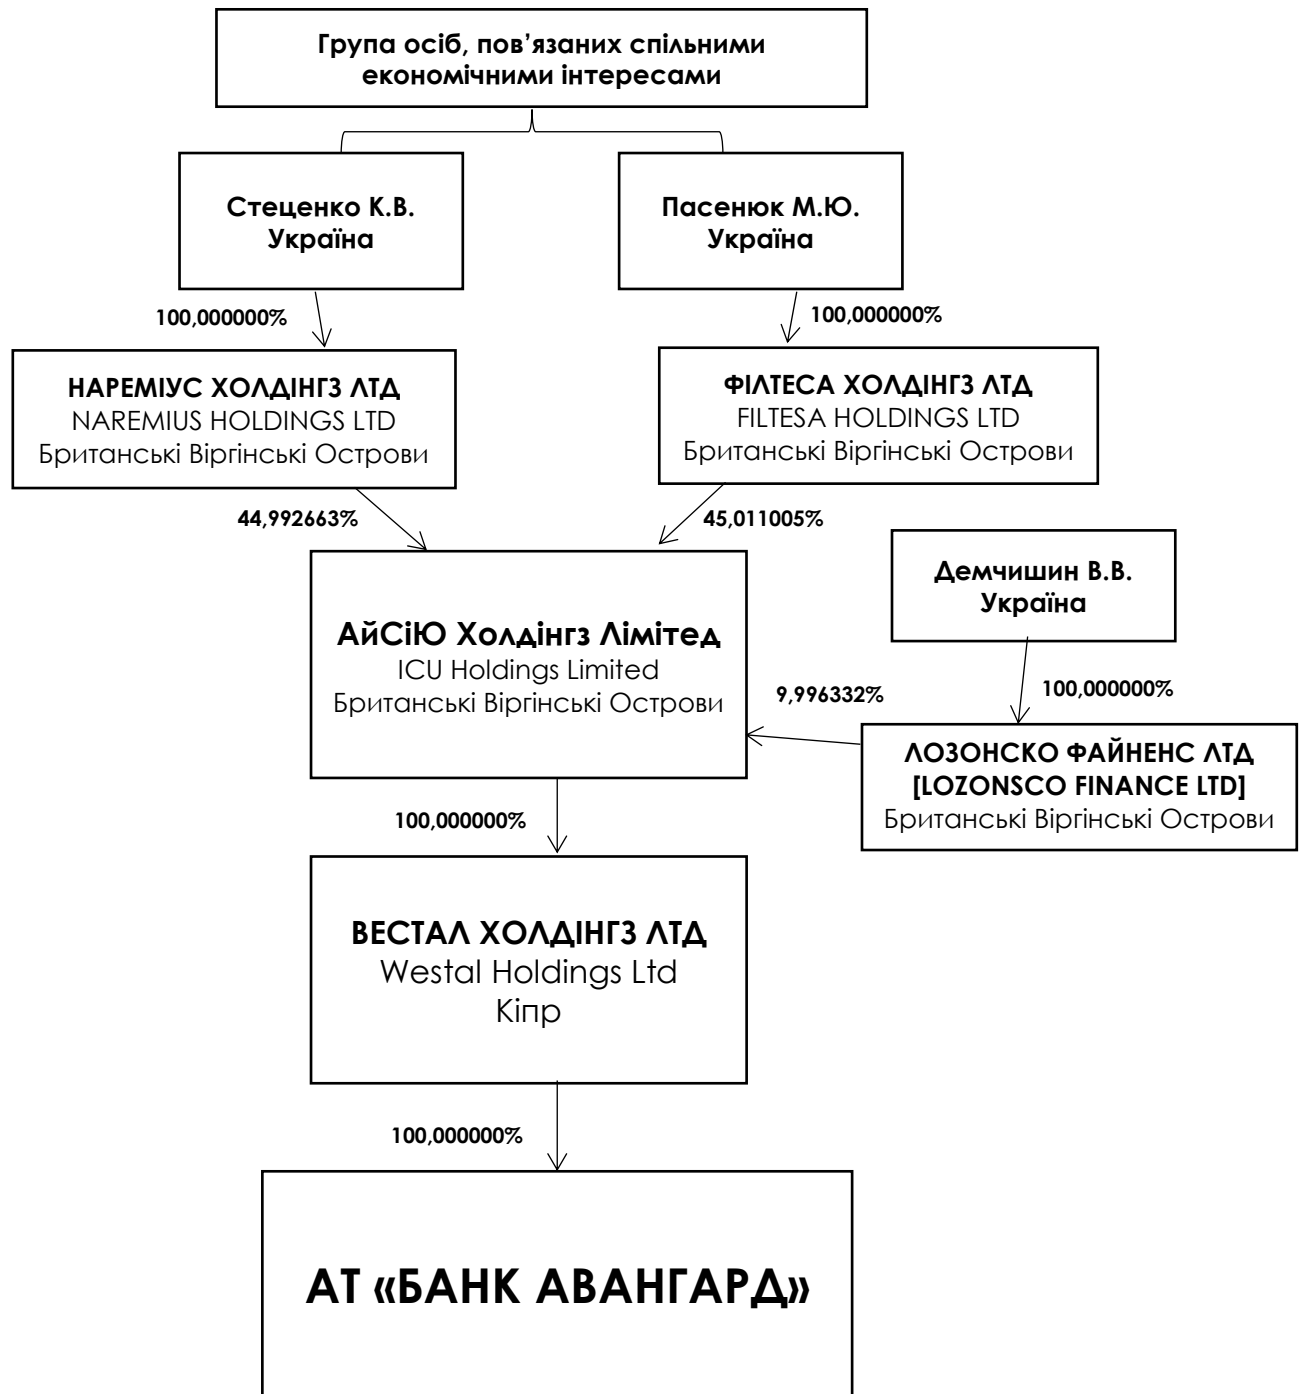 Група осіб, пов’язаних спільними
економічними інтересами
Стеценко К.В.
Україна
Пасенюк М.Ю.
Україна
100,000000%
100,000000%
НАРЕМІУС ХОЛДІНГЗ ЛТД
NAREMIUS HOLDINGS LTD
Британські Віргінські Острови
ФІЛТЕСА ХОЛДІНГЗ ЛТД
FILTESA HOLDINGS LTD
Британські Віргінські Острови
44,992663%
45,011005%
Демчишин В.В.
Україна
АйСіЮ Холдінгз Лімітед
ICU Holdings Limited
Британські Віргінські Острови
9,996332%
100,000000%
ЛОЗОНСКО ФАЙНЕНС ЛТД
[LOZONSCO FINANCE LTD]
Британські Віргінські Острови
100,000000%
ВЕСТАЛ ХОЛДІНГЗ ЛТД
Westal Holdings Ltd
Кіпр
100,000000%
АТ «БАНК АВАНГАРД»